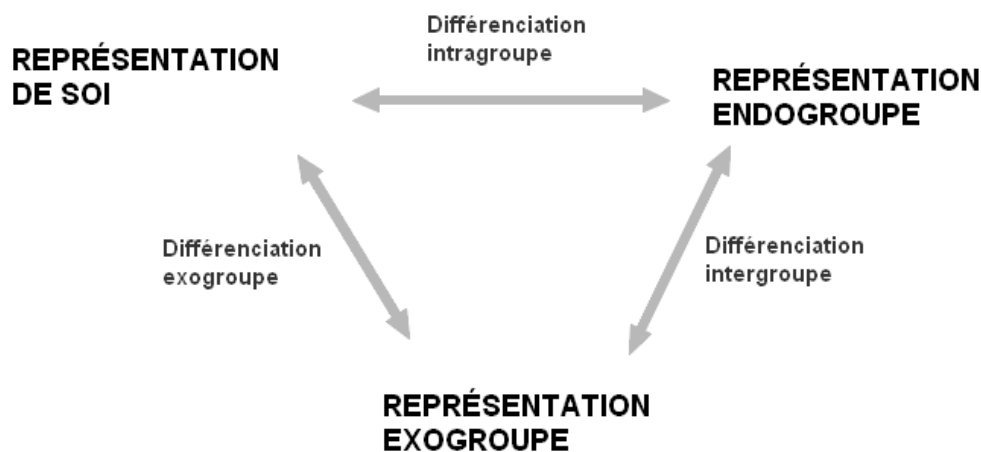 Différenciation
intragroupe
REPRÉSENTATION
DE SOI
REPRÉSENTATION
ENDOGROUPE
Différenciation
exogroupe
Différenciation
intergroupe
REPRÉSENTATION
EXOGROUPE